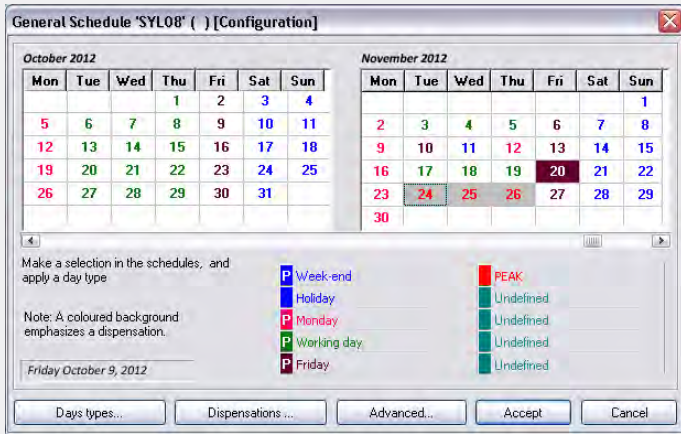 General Schedule 'SYL08' ( ) [Configuration]
October 2012
Mon Tue Wed Thu Fri Sat Sun
1 2 3 4
5 6 7 8 9 10 11
12 13 14 15 16 17 18
19 20 21 22 23 24 25
26 27 28 29 30 31
November 2012
Mon Tue Wed Thu Fri Sat Sun
1
2 3 4 5 6 7 8
9 10 11 12 13 14 15
16 17 18 19 20 21 22
23 24 25 26 27 28 29
30
Make a selection in the schedules, and
apply a day type
Note: A coloured background
emphasizes a dispensation.
Friday October 9, 2012
P Week-end
Holiday
P Monday
P Working day
P Friday
PEAK
Undefined
Undefined
Undefined
Undefined
Days types... Dispensations ... Advanced... Accept Cancel